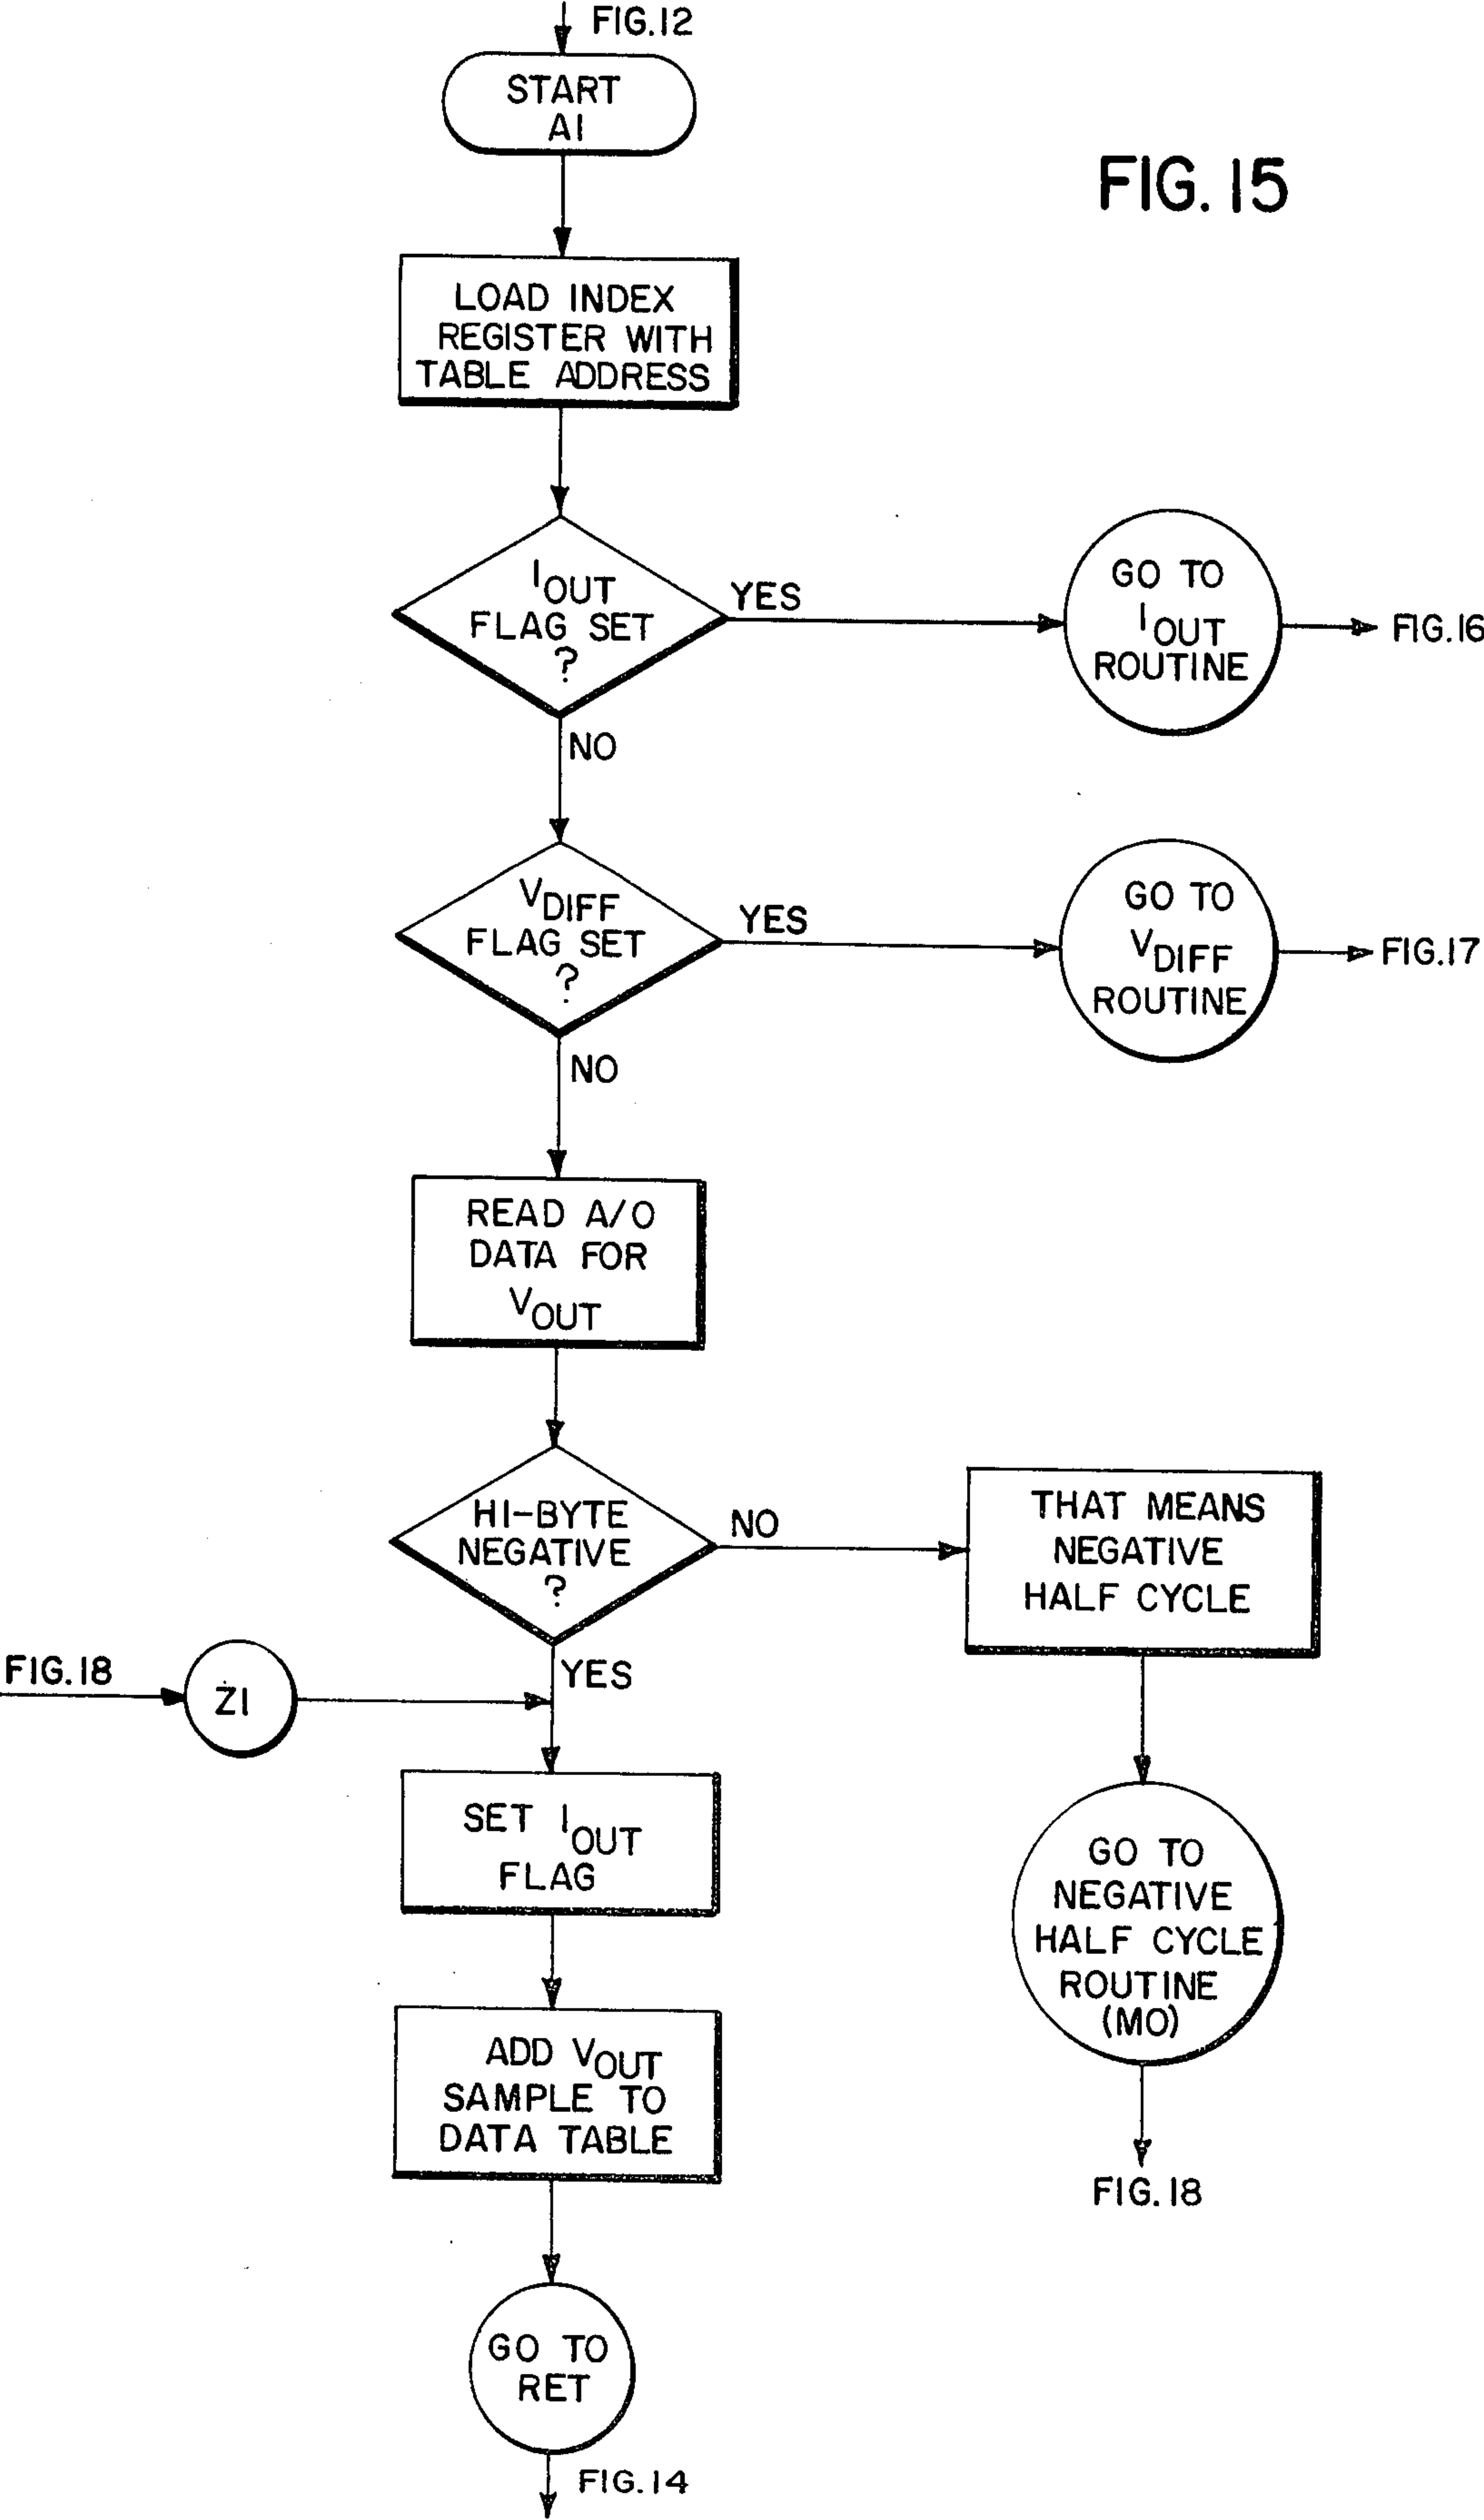 FIG.12
START
A1
FIG. 15
LOAD INDEX
REGISTER WITH
TABLE ADDRESS
IOUT
FLAG SET
?
YES
GO TO
IOUT
ROUTINE
FIG.16
NO
VDIFF
FLAG SET
?
YES
GO TO
VDIFF
ROUTINE
FIG.17
NO
READ A/O
DATA FOR
VOUT
HI-BYTE
NEGATIVE
?
NO
THAT MEANS
NEGATIVE
HALF CYCLE
YES
FIG.18
Z1
SET IOUT
FLAG
GO TO
NEGATIVE
HALF CYCLE
ROUTINE
(MO)
FIG.18
ADD VOUT
SAMPLE TO
DATA TABLE
GO TO
RET
FIG.14